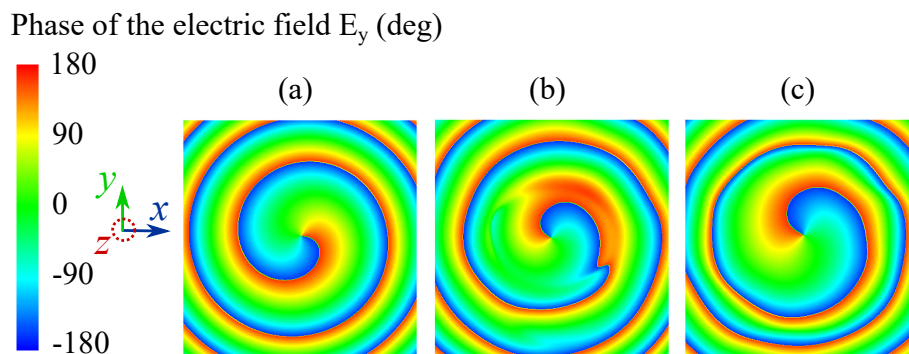 Phase of the electric field Ey (deg)
180
90
0
-90
-180
y
x
z
(a)
(b)
(c)